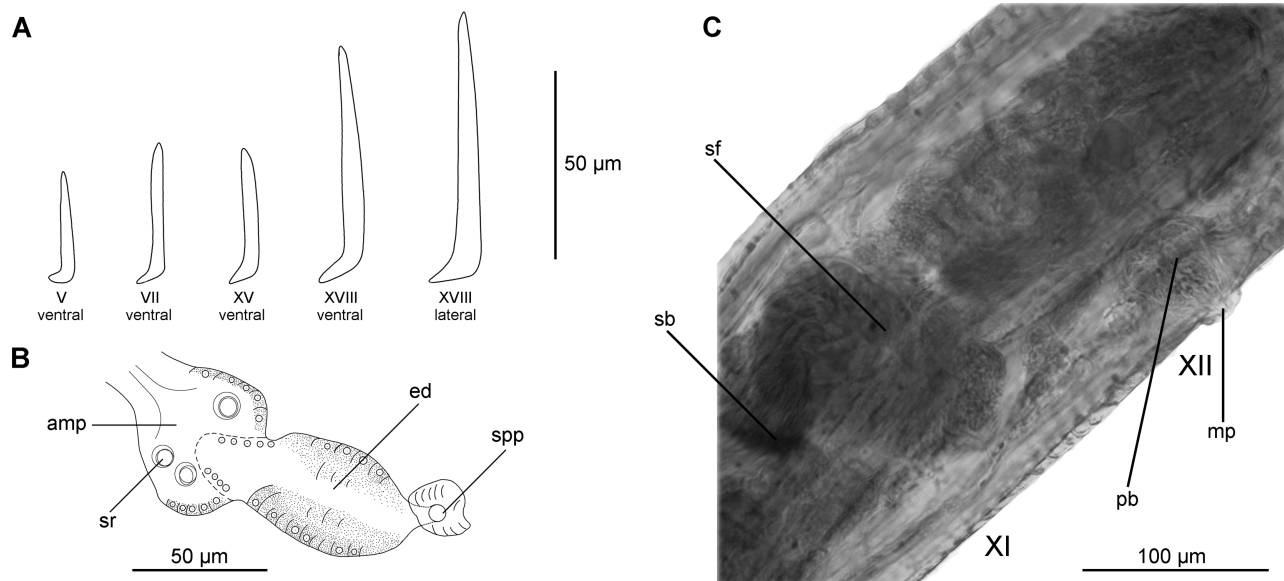 A
50 µm
V
ventral
VII
ventral
XV
ventral
XVIII
ventral
XVIII
lateral
B
amp
ed
spp
sr
50 µm
C
sf
sb
XII
mp
pb
XI
100 µm